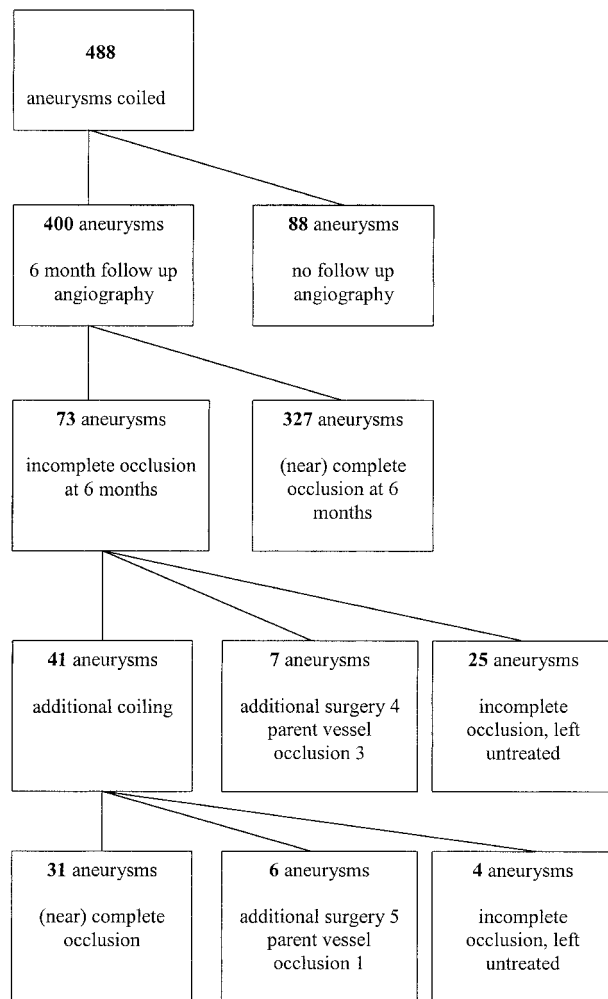 488
aneurysms coiled
400 aneurysms
6 month follow up
angiography
88 aneurysms
no follow up
angiography
73 aneurysms
incomplete occlusion
at 6 months
327 aneurysms
(near) complete
occlusion at 6
months
41 aneurysms
additional coiling
7 aneurysms
additional surgery 4
parent vessel
occlusion 3
25 aneurysms
incomplete
occlusion, left
untreated
31 aneurysms
(near) complete
occlusion
6 aneurysms
additional surgery 5
parent vessel
occlusion 1
4 aneurysms
incomplete
occlusion, left
untreated